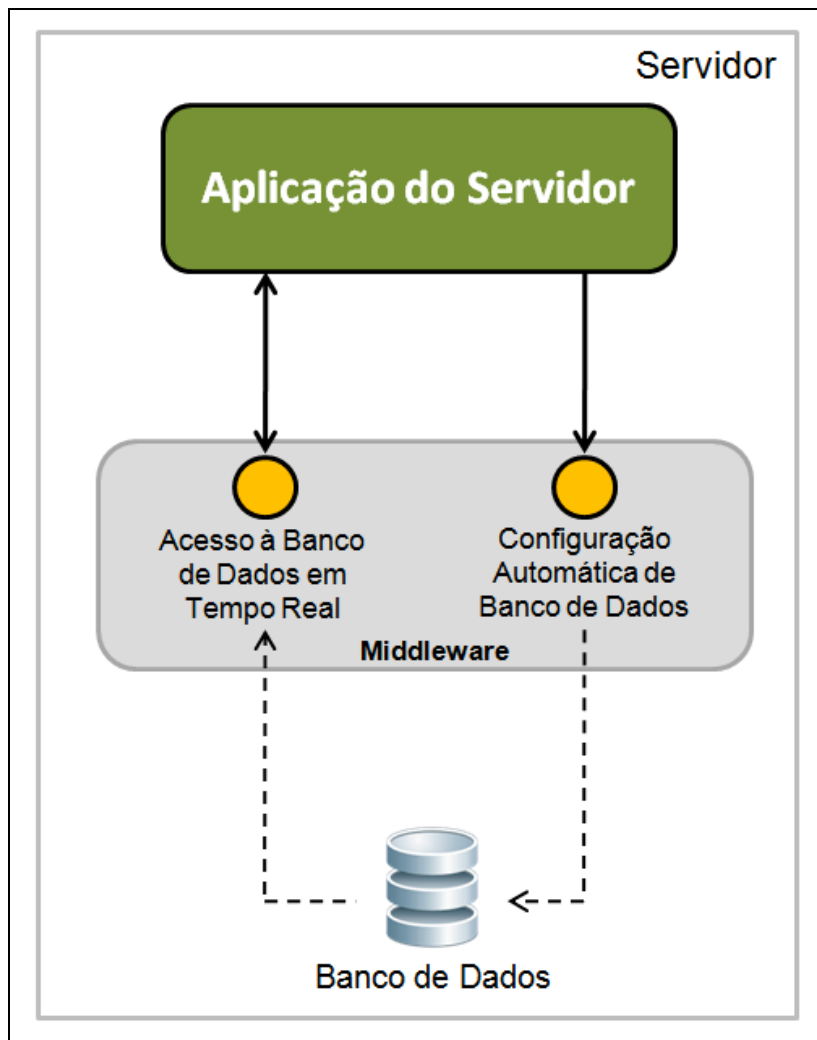 Servidor
Aplicação do Servidor
Acesso à Banco
de Dados em
Tempo Real
Configuração
Automática de
Banco de Dados
Middleware
Banco de Dados